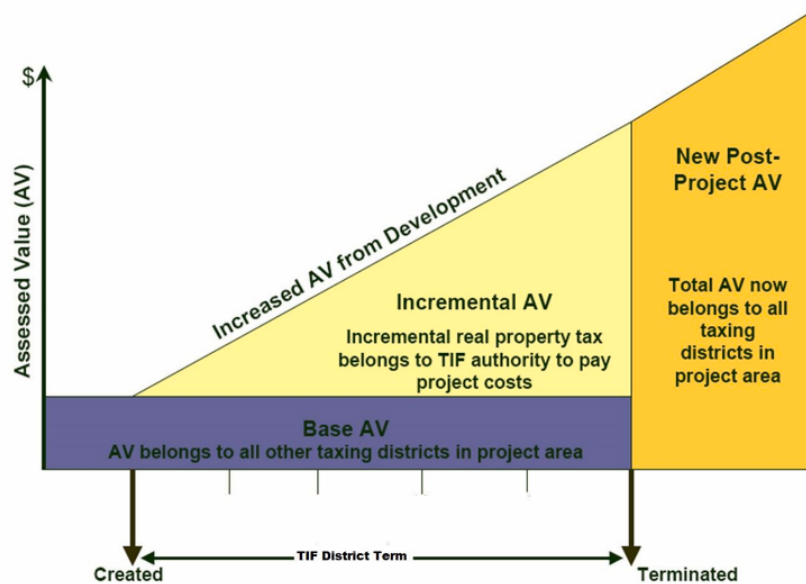 $
Assessed Value (AV)
Increased AV from Development
New Post-
Project AV
Incremental AV
Incremental real property tax
belongs to TIF authority to pay
project costs
Total AV now
belongs to all
taxing
districts in
project area
Base AV
AV belongs to all other taxing districts in project area
TIF District Term
Created
Terminated